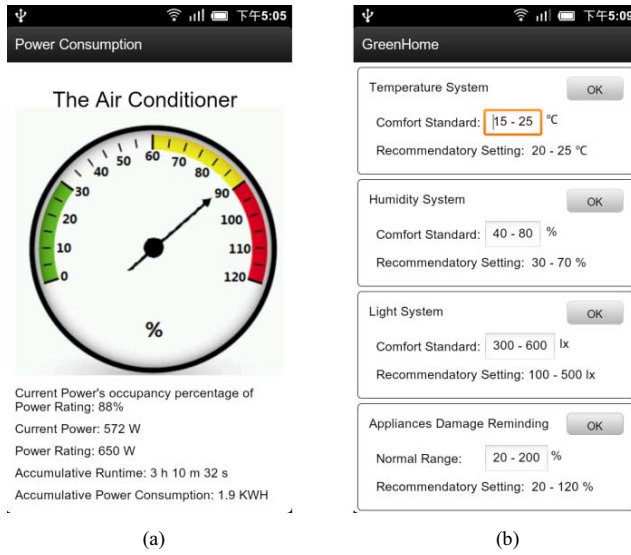 下午5:05
Power Consumption
The Air Conditioner
0
10
20
30
40
50
60
70
80
90
100
110
120
%
Current Power's occupancy percentage of
Power Rating: 88%
Current Power: 572 W
Power Rating: 650 W
Accumulative Runtime: 3 h 10 m 32 s
Accumulative Power Consumption: 1.9 KWH
(a)
下午5:09
GreenHome
Temperature System OK
Comfort Standard: 15 - 25 °C
Recommendatory Setting: 20 - 25 °C
Humidity System OK
Comfort Standard: 40 - 80 %
Recommendatory Setting: 30 - 70 %
Light System OK
Comfort Standard: 300 - 600 lx
Recommendatory Setting: 100 - 500 lx
Appliances Damage Reminding OK
Normal Range: 20 - 200 %
Recommendatory Setting: 20 - 120 %
(b)